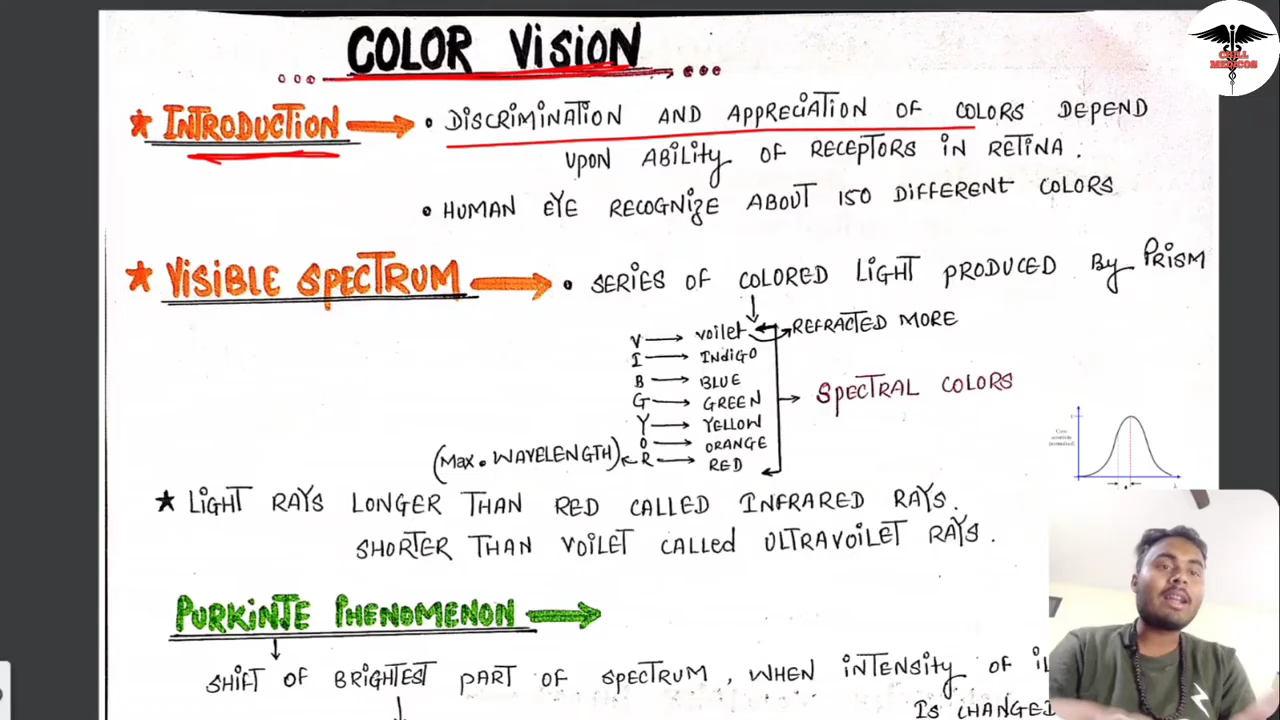 COLOR VISION
CHILL
MEDICOS
★ INTRODUCTION → • DISCRIMINATION AND APPRECIATION OF COLORS DEPEND
UPON ABILITY OF RECEPTORS IN RETINA.
• HUMAN EYE RECOGNIZE ABOUT 150 DIFFERENT COLORS
★ VISIBLE SPECTRUM → • SERIES OF COLORED LIGHT PRODUCED By PRISM
V → voilet → REFRACTED MORE
I → INDIGO
B → BLUE
G → GREEN → SPECTRAL COLORS
Y → YELLOW
O → ORANGE
(MAX. WAVELENGTH) ← R → RED
★ LIGHT RAYS LONGER THAN RED CALLED INFRARED RAYS.
SHORTER THAN VOILET CALLED ULTRAVOILET RAYS.
PURKINJE PHENOMENON →
SHIFT OF BRIGHTEST PART OF SPECTRUM, WHEN INTENSITY OF
IS CHANGED